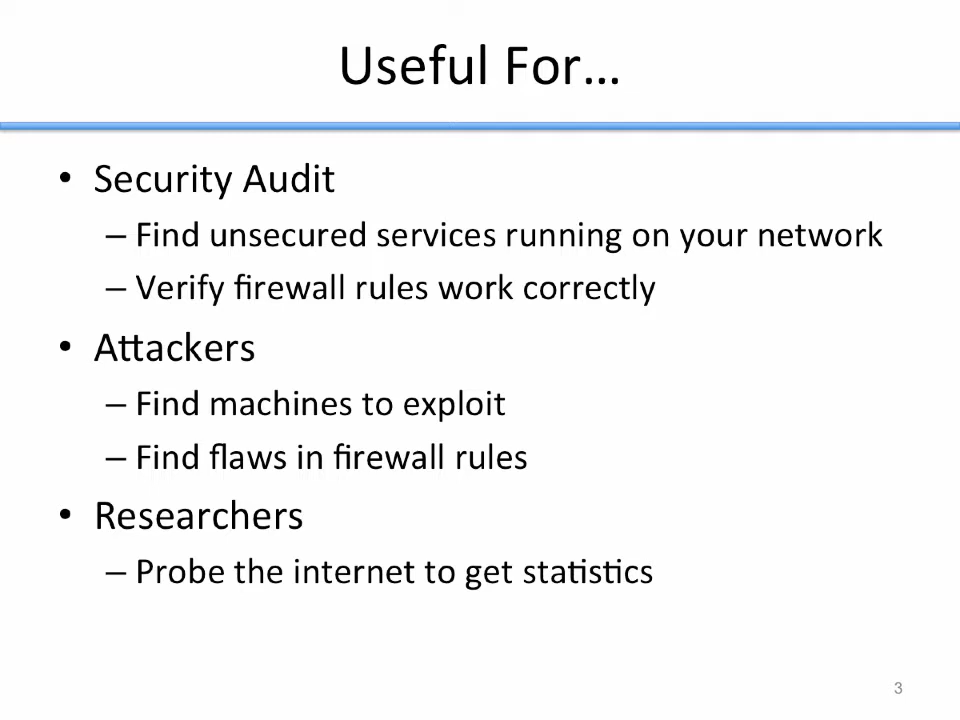 Useful For…
• Security Audit
– Find unsecured services running on your network
– Verify firewall rules work correctly
• Attackers
– Find machines to exploit
– Find flaws in firewall rules
• Researchers
– Probe the internet to get statistics
3